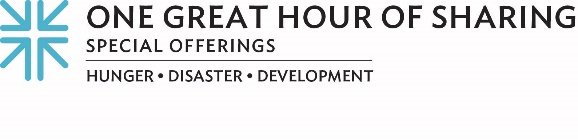 ONE GREAT HOUR OF SHARING
SPECIAL OFFERINGS
HUNGER • DISASTER • DEVELOPMENT